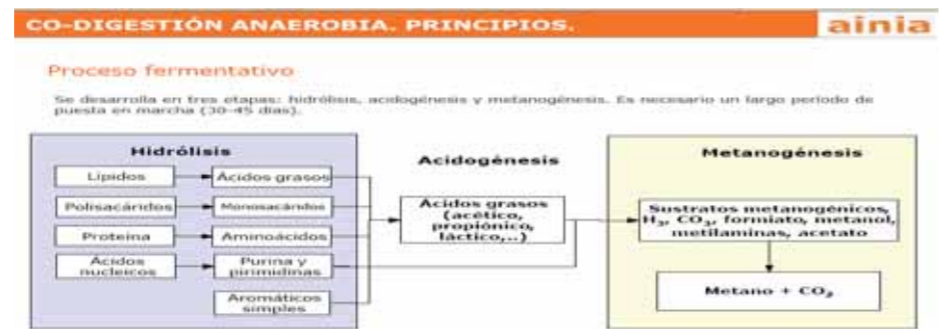 CO-DIGESTIÓN ANAEROBIA. PRINCIPIOS.
ainia
Proceso fermentativo
Se desarrolla en tres etapas: hidrólisis, acidogénesis y metanogénesis. Es necesario un largo período de
puesta en marcha (30-45 días).
Hidrólisis
Lípidos
Ácidos grasos
Polisacáridos
Monosacáridos
Proteína
Aminoácidos
Ácidos
nucleicos
Purina y
pirimidinas
Aromáticos
simples
Acidogénesis
Ácidos grasos
(acético,
propiónico,
láctico,..)
Metanogénesis
Sustratos metanogénicos,
H₂, CO₂, formiato, metanol,
metilaminas, acetato
Metano + CO₂